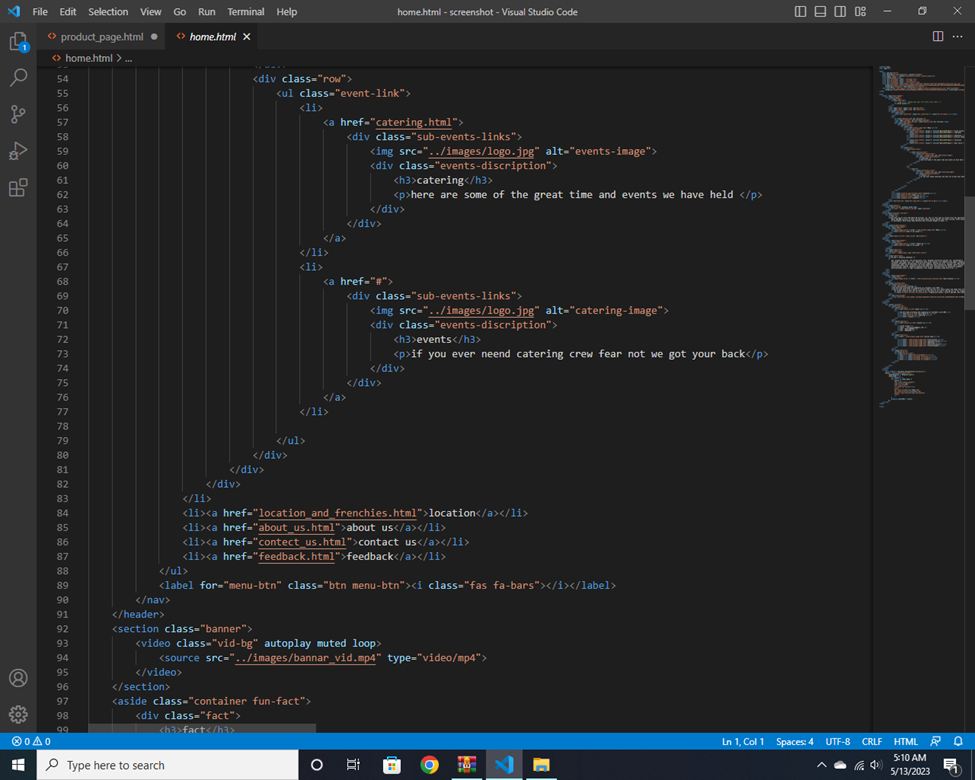 File Edit Selection View Go Run Terminal Help home.html - screenshot - Visual Studio Code
product_page.html home.html
home.html > ...
54 <div class="row">
55 <ul class="event-link">
56 <li>
57 <a href="catering.html">
58 <div class="sub-events-links">
59 <img src="../images/logo.jpg" alt="events-image">
60 <div class="events-discription">
61 <h3>catering</h3>
62 <p>here are some of the great time and events we have held </p>
63 </div>
64 </div>
65 </a>
66 </li>
67 <li>
68 <a href="#">
69 <div class="sub-events-links">
70 <img src="../images/logo.jpg" alt="catering-image">
71 <div class="events-discription">
72 <h3>events</h3>
73 <p>if you ever neend catering crew fear not we got your back</p>
74 </div>
75 </div>
76 </a>
77 </li>
78
79 </ul>
80 </div>
81 </div>
82 </div>
83 </li>
84 <li><a href="location_and_frenchies.html">location</a></li>
85 <li><a href="about_us.html">about us</a></li>
86 <li><a href="contect_us.html">contact us</a></li>
87 <li><a href="feedback.html">feedback</a></li>
88 </ul>
89 <label for="menu-btn" class="btn menu-btn"><i class="fas fa-bars"></i></label>
90 </nav>
91 </header>
92 <section class="banner">
93 <video class="vid-bg" autoplay muted loop>
94 <source src="../images/bannar_vid.mp4" type="video/mp4">
95 </video>
96 </section>
97 <aside class="container fun-fact">
98 <div class="fact">
99 <h3>fact</h3>
0 0 Ln 1, Col 1 Spaces: 4 UTF-8 CRLF HTML
Type here to search
5:10 AM
5/13/2023
1
1